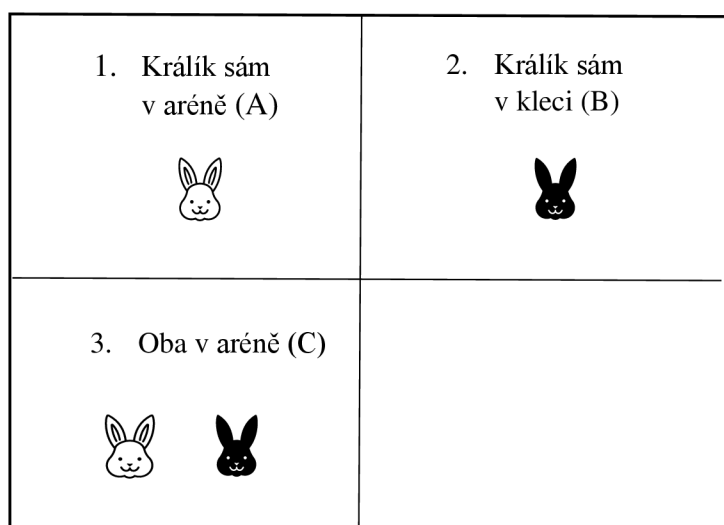 1. Králík sám
v aréně (A)
2. Králík sám
v kleci (B)
3. Oba v aréně (C)